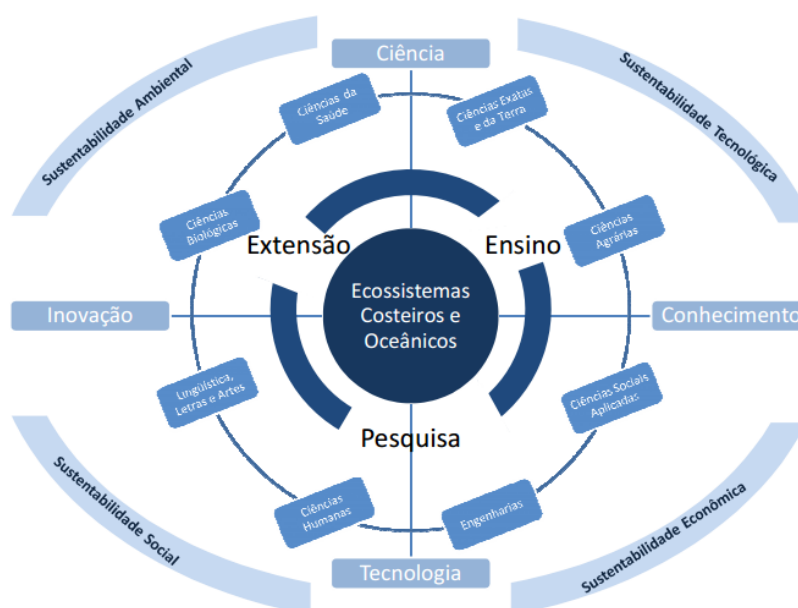 Ciência
Sustentabilidade Ambiental
Sustentabilidade Tecnológica
Ciências da
Saúde
Ciências Exatas
e da Terra
Ciências
Biológicas
Ciências
Agrárias
Extensão
Ensino
Ecossistemas
Costeiros e
Oceânicos
Inovação
Conhecimento
Lingüística,
Letras e Artes
Ciências Sociais
Aplicadas
Pesquisa
Ciências
Humanas
Engenharias
Sustentabilidade Social
Sustentabilidade Econômica
Tecnologia